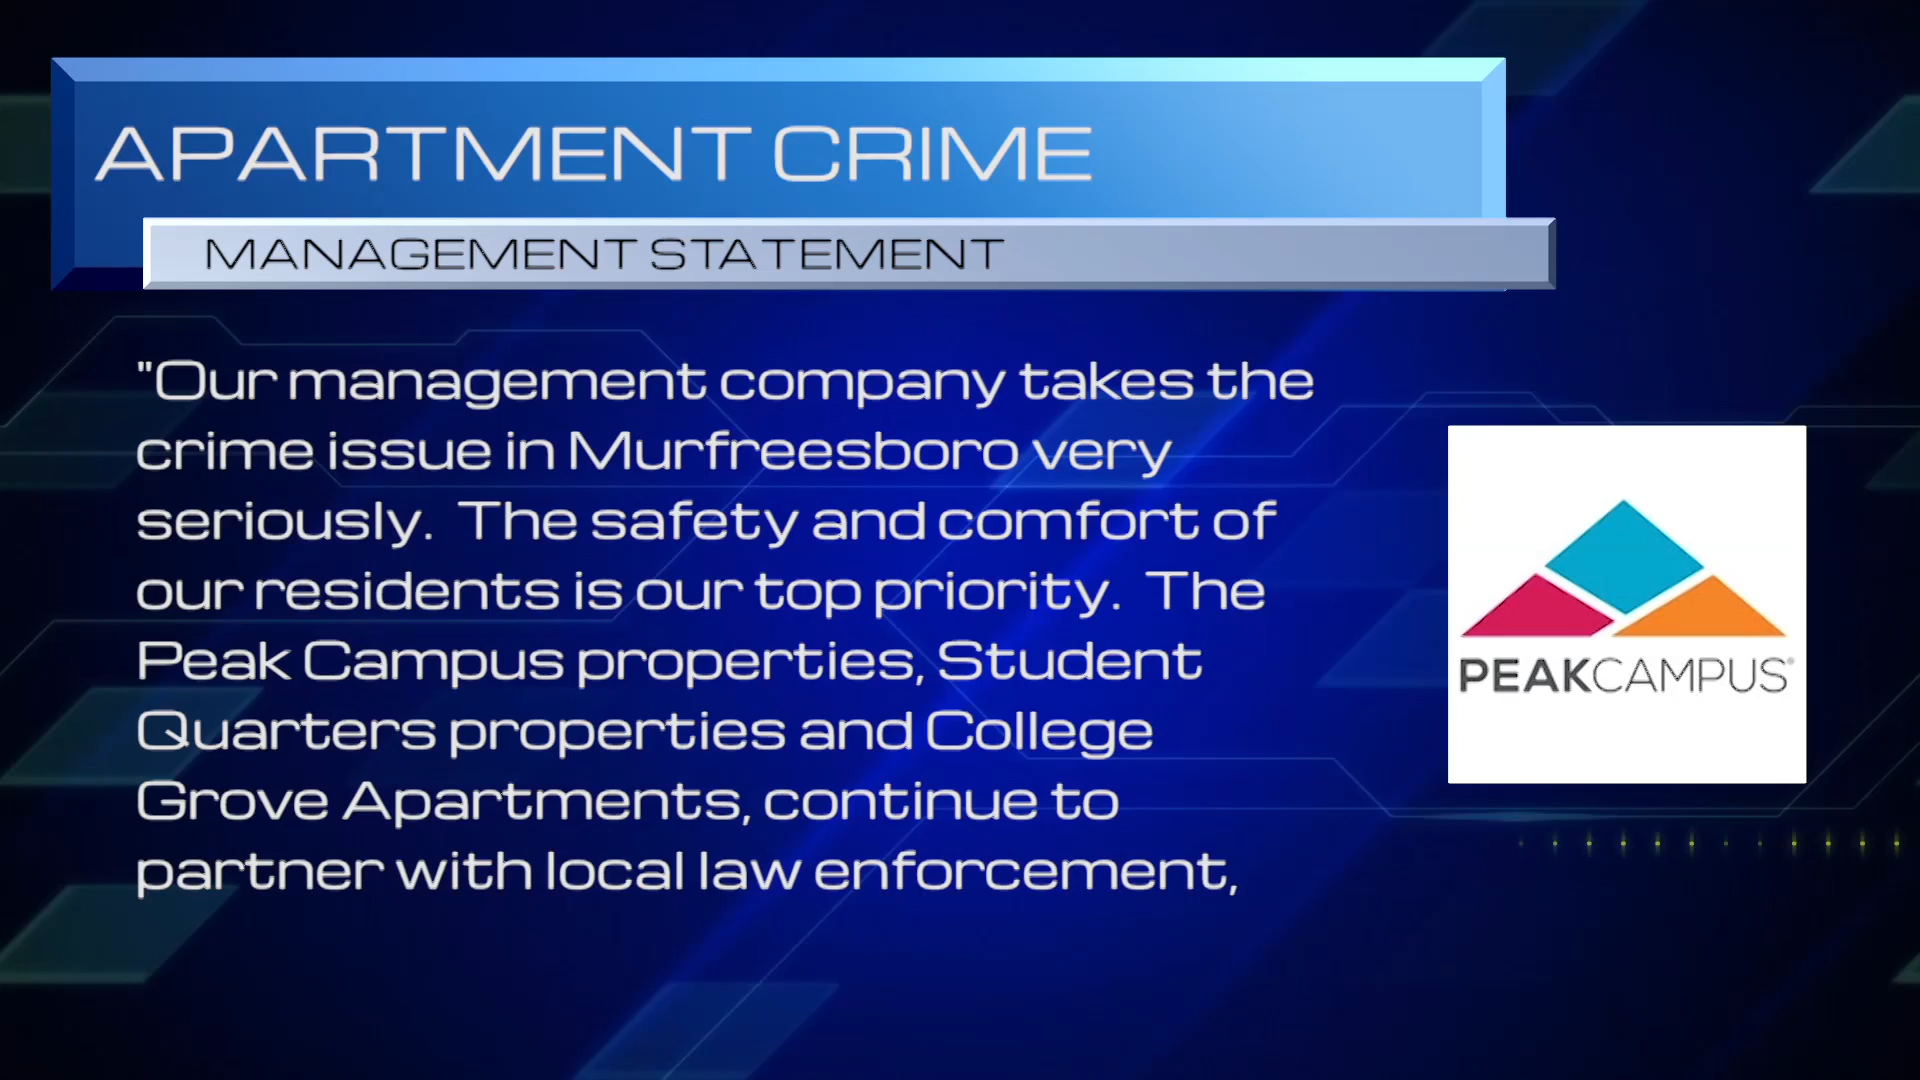 APARTMENT CRIME
MANAGEMENT STATEMENT
"Our management company takes the
crime issue in Murfreesboro very
seriously.  The safety and comfort of
our residents is our top priority.  The
Peak Campus properties, Student
Quarters properties and College
Grove Apartments, continue to
partner with local law enforcement,
PEAKCAMPUS®